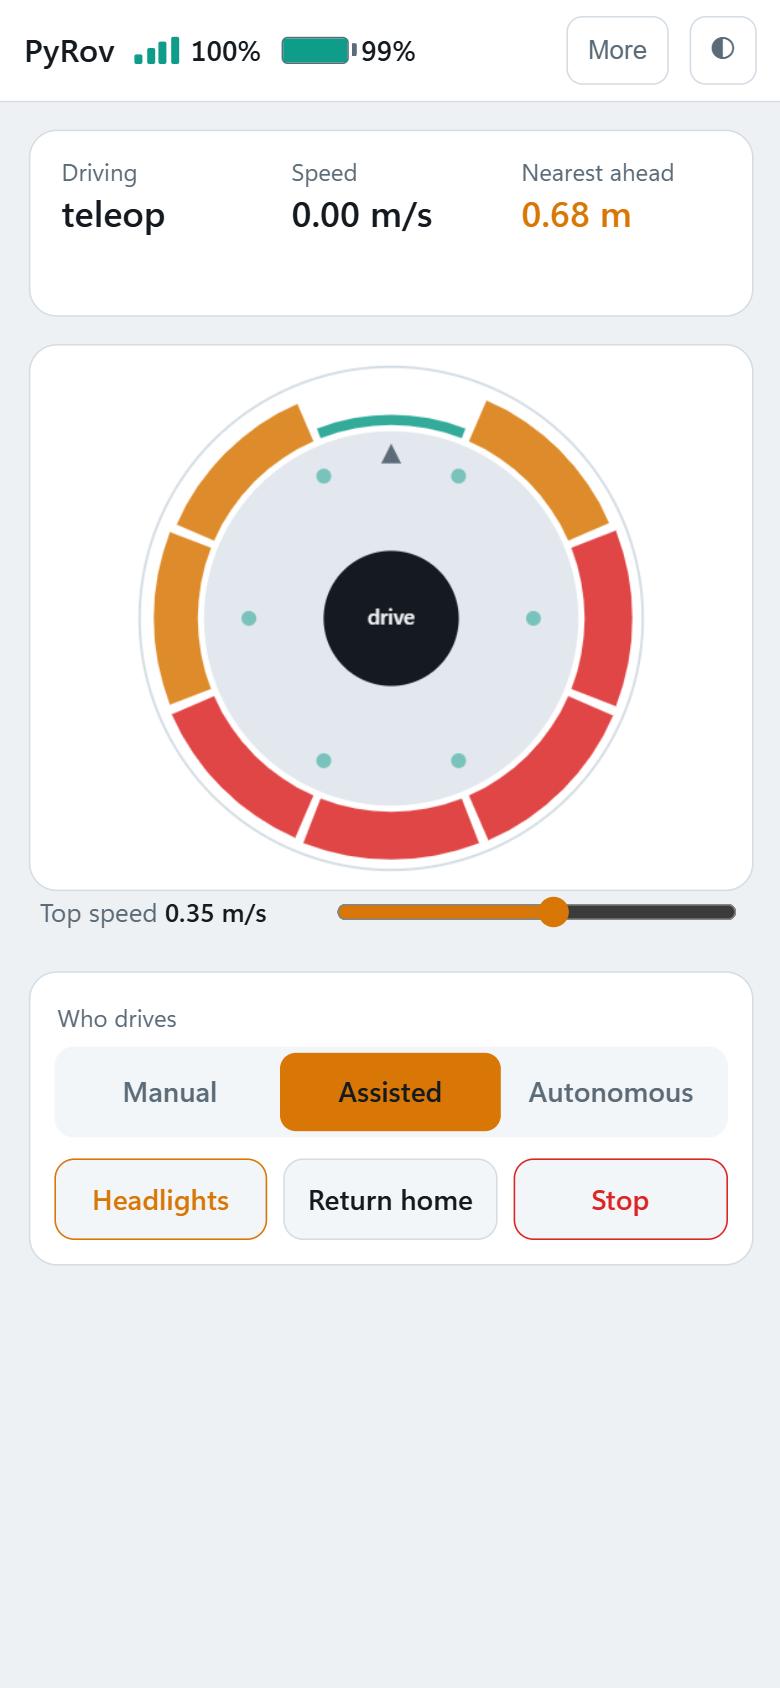 PyRov 100% 99% More
Driving Speed Nearest ahead
teleop 0.00 m/s 0.68 m
drive
Top speed 0.35 m/s
Who drives
Manual Assisted Autonomous
Headlights Return home Stop